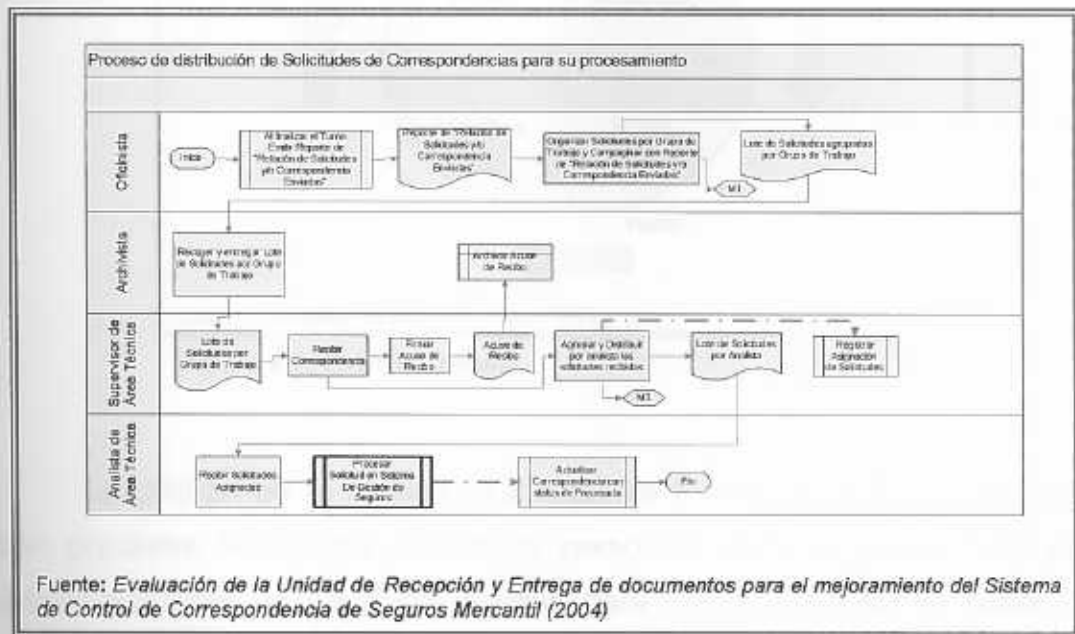 Proceso de distribución de Solicitudes de Correspondencias para su procesamiento
Oficinista
Inicio
Al finalizar el Turno
Emite Reporte de
"Relación de Solicitudes
y/o Correspondencia
Enviadas"
Reporte de "Relación de
Solicitudes y/o
Correspondencia
Enviadas"
Organizar Solicitudes por Grupo de
Trabajo y Compaginar con Reporte
de "Relación de Solicitudes y/o
Correspondencia Enviadas"
Lote de Solicitudes agrupadas
por Grupo de Trabajo
Archivista
Recoger y entregar Lote
de Solicitudes por Grupo
de Trabajo
Archivar Acuse
de Recibo
Supervisor de
Área Técnica
Lote de
Solicitudes por
Grupo de Trabajo
Recibir
Correspondencia
Firmar
Acuse de
Recibo
Acuse de
Recibo
Agrupar y Distribuir
por analista las
solicitudes recibidas
Lote de Solicitudes
por Analista
Registrar
Asignación
de Solicitudes
Analista de
Área Técnica
Recibir Solicitudes
Asignadas
Procesar
Solicitud en Sistema
De Gestión de
Seguros
Actualizar
Correspondencia con
status de Procesada
Fin
Fuente: Evaluación de la Unidad de Recepción y Entrega de documentos para el mejoramiento del Sistema
de Control de Correspondencia de Seguros Mercantil (2004)